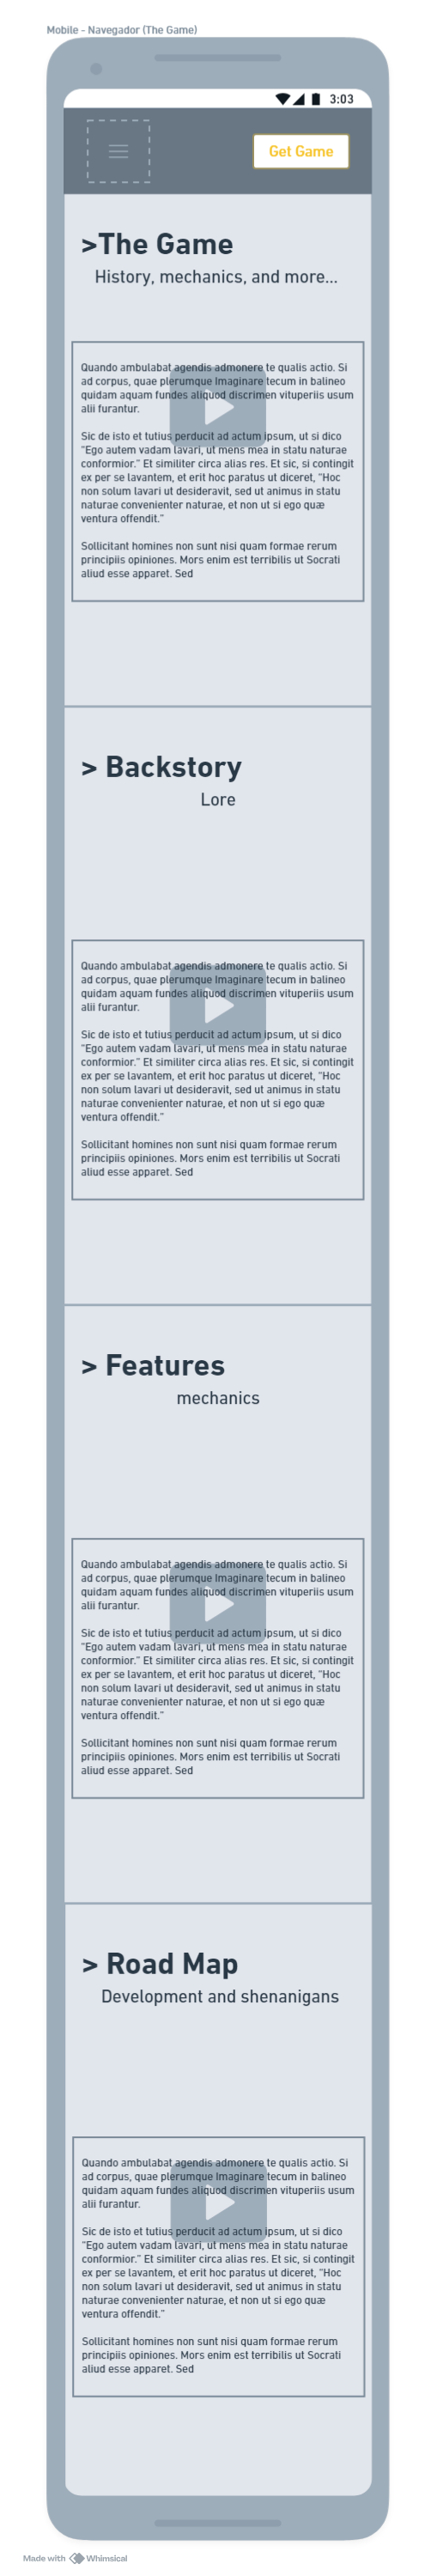 Mobile - Navegador (The Game)
3:03
Get Game
>The Game
History, mechanics, and more...
Quando ambulabat agendis admonere te qualis actio. Si
ad corpus, quae plerumque Imaginare tecum in balineo
quidam aquam fundes aliquod discrimen vituperiis usum
alii furantur.
Sic de isto et tutius perducit ad actum ipsum, ut si dico
"Ego autem vadam lavari, ut mens mea in statu naturae
conformior." Et similiter circa alias res. Et sic, si contingit
ex per se lavantem, et erit hoc paratus ut diceret, "Hoc
non solum lavari ut desideravit, sed ut animus in statu
naturae convenienter naturae, et non ut si ego quæ
ventura offendit."
Sollicitant homines non sunt nisi quam formae rerum
principiis opiniones. Mors enim est terribilis ut Socrati
aliud esse apparet. Sed
> Backstory
Lore
Quando ambulabat agendis admonere te qualis actio. Si
ad corpus, quae plerumque Imaginare tecum in balineo
quidam aquam fundes aliquod discrimen vituperiis usum
alii furantur.
Sic de isto et tutius perducit ad actum ipsum, ut si dico
"Ego autem vadam lavari, ut mens mea in statu naturae
conformior." Et similiter circa alias res. Et sic, si contingit
ex per se lavantem, et erit hoc paratus ut diceret, "Hoc
non solum lavari ut desideravit, sed ut animus in statu
naturae convenienter naturae, et non ut si ego quæ
ventura offendit."
Sollicitant homines non sunt nisi quam formae rerum
principiis opiniones. Mors enim est terribilis ut Socrati
aliud esse apparet. Sed
> Features
mechanics
Quando ambulabat agendis admonere te qualis actio. Si
ad corpus, quae plerumque Imaginare tecum in balineo
quidam aquam fundes aliquod discrimen vituperiis usum
alii furantur.
Sic de isto et tutius perducit ad actum ipsum, ut si dico
"Ego autem vadam lavari, ut mens mea in statu naturae
conformior." Et similiter circa alias res. Et sic, si contingit
ex per se lavantem, et erit hoc paratus ut diceret, "Hoc
non solum lavari ut desideravit, sed ut animus in statu
naturae convenienter naturae, et non ut si ego quæ
ventura offendit."
Sollicitant homines non sunt nisi quam formae rerum
principiis opiniones. Mors enim est terribilis ut Socrati
aliud esse apparet. Sed
> Road Map
Development and shenanigans
Quando ambulabat agendis admonere te qualis actio. Si
ad corpus, quae plerumque Imaginare tecum in balineo
quidam aquam fundes aliquod discrimen vituperiis usum
alii furantur.
Sic de isto et tutius perducit ad actum ipsum, ut si dico
"Ego autem vadam lavari, ut mens mea in statu naturae
conformior." Et similiter circa alias res. Et sic, si contingit
ex per se lavantem, et erit hoc paratus ut diceret, "Hoc
non solum lavari ut desideravit, sed ut animus in statu
naturae convenienter naturae, et non ut si ego quæ
ventura offendit."
Sollicitant homines non sunt nisi quam formae rerum
principiis opiniones. Mors enim est terribilis ut Socrati
aliud esse apparet. Sed
Made with Whimsical